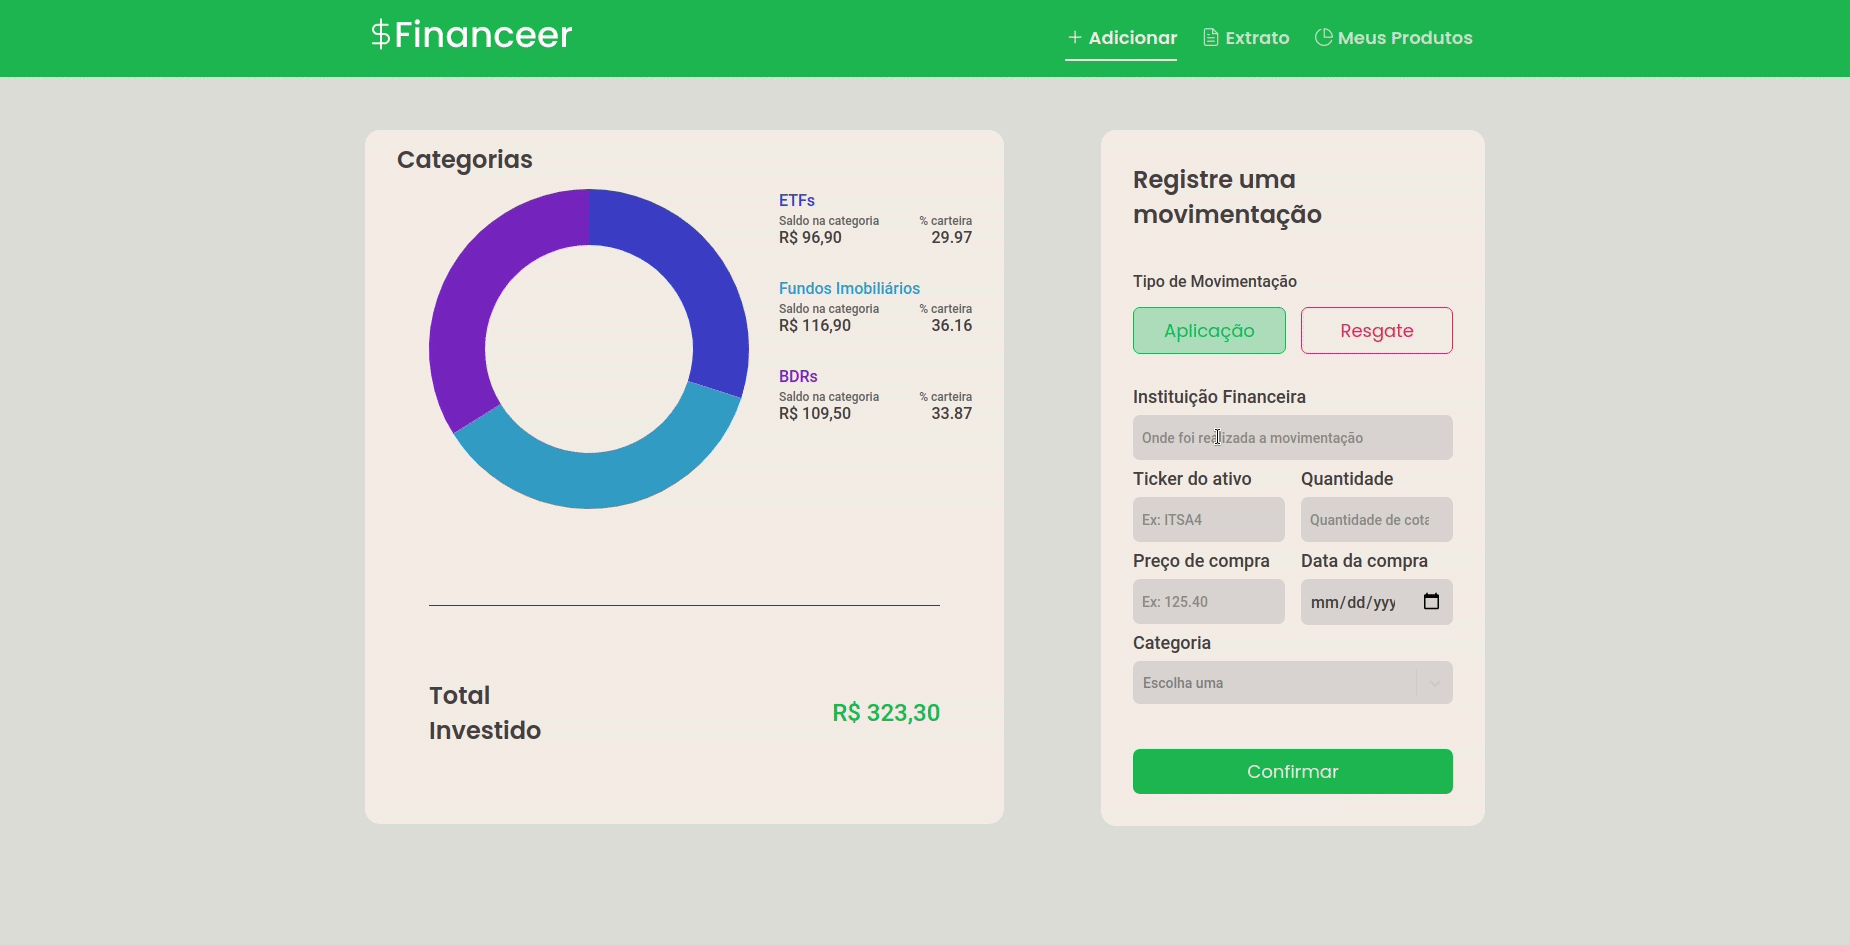 $Financeer
Adicionar
Extrato
Meus Produtos
Categorias
ETFs
Saldo na categoria % carteira
R$ 96,90 29.97
Fundos Imobiliários
Saldo na categoria % carteira
R$ 116,90 36.16
BDRs
Saldo na categoria % carteira
R$ 109,50 33.87
Total
Investido
R$ 323,30
Registre uma
movimentação
Tipo de Movimentação
Aplicação Resgate
Instituição Financeira
Onde foi realizada a movimentação
Ticker do ativo Quantidade
Ex: ITSA4 Quantidade de cota
Preço de compra Data da compra
Ex: 125.40 mm/dd/yyy
Categoria
Escolha uma
Confirmar